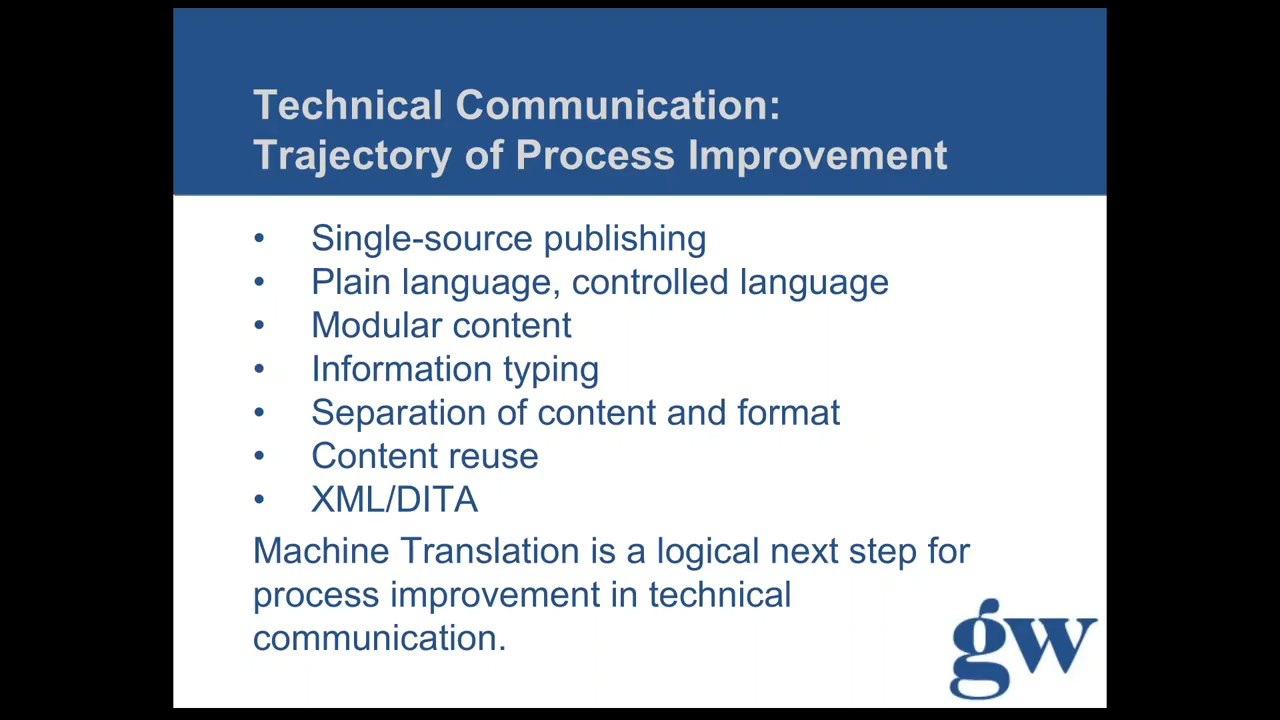 Technical Communication:
Trajectory of Process Improvement
• Single-source publishing
• Plain language, controlled language
• Modular content
• Information typing
• Separation of content and format
• Content reuse
• XML/DITA
Machine Translation is a logical next step for
process improvement in technical
communication.
gw